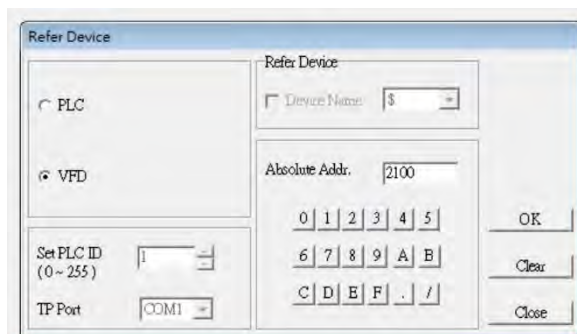 Refer Device
PLC
VFD
Set PLC ID
(0 ~ 255)
1
TP Port
COM1
Refer Device
Device Name
$
Absolute Addr.
2100
0 1 2 3 4 5
6 7 8 9 A B
C D E F . /
OK
Clear
Close